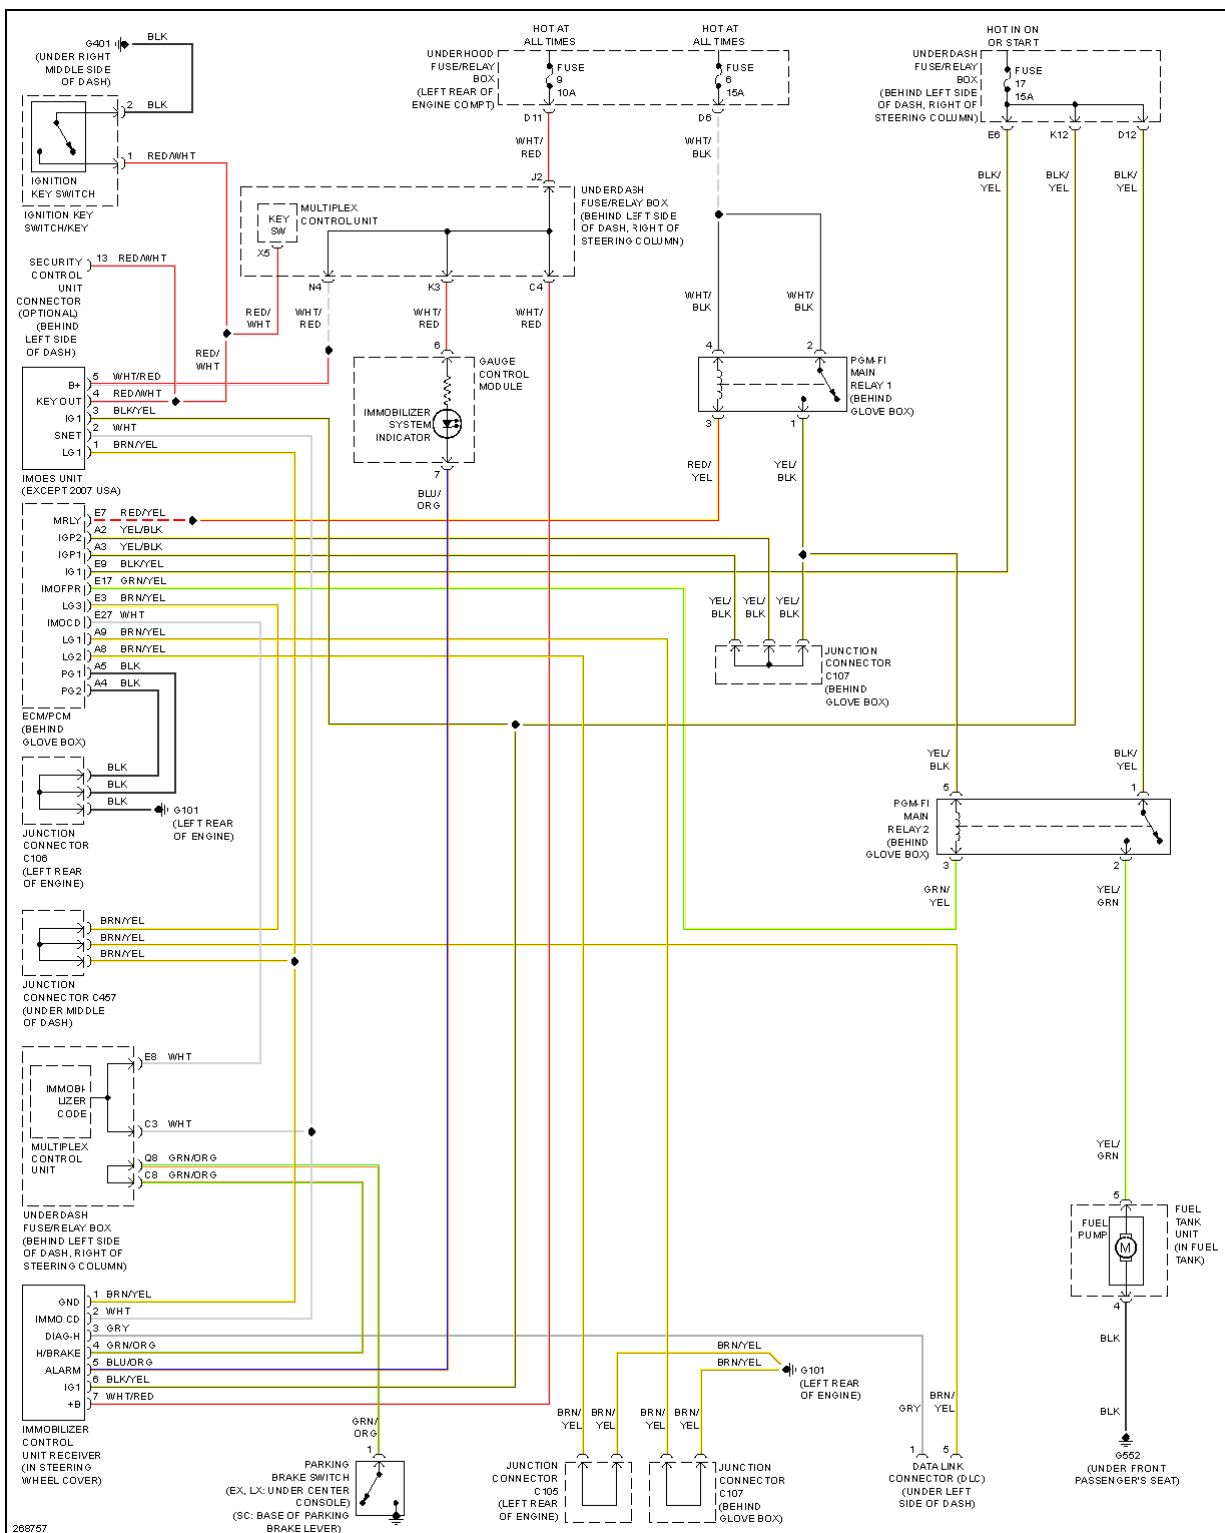 G401
BLK
(UNDER RIGHT
MIDDLE SIDE
OF DASH)
2 BLK
1 RED/WHT
IGNITION
KEY SWITCH
IGNITION KEY
SWITCH/KEY
HOT AT
ALL TIMES
UNDERHOOD
FUSE/RELAY
BOX
(LEFT REAR OF
ENGINE COMPT)
FUSE
9
10A
D11
WHT/
RED
J2
HOT AT
ALL TIMES
FUSE
6
15A
D6
WHT/
BLK
HOT IN ON
OR START
UNDERDASH
FUSE/RELAY
BOX
(BEHIND LEFT SIDE
OF DASH, RIGHT OF
STEERING COLUMN)
FUSE
17
15A
E6
K12
D12
BLK/
YEL
BLK/
YEL
BLK/
YEL
MULTIPLEX
CONTROL UNIT
KEY
SW
X5
UNDERDASH
FUSE/RELAY BOX
(BEHIND LEFT SIDE
OF DASH, RIGHT OF
STEERING COLUMN)
N4
K3
C4
RED/
WHT
WHT/
RED
WHT/
RED
WHT/
RED
RED/
WHT
SECURITY
CONTROL
UNIT
CONNECTOR
(OPTIONAL)
(BEHIND
LEFT SIDE
OF DASH)
13 RED/WHT
WHT/
BLK
WHT/
BLK
4
2
PGM-FI
MAIN
RELAY 1
(BEHIND
GLOVE BOX)
3
1
RED/
YEL
YEL/
BLK
6
GAUGE
CONTROL
MODULE
IMMOBILIZER
SYSTEM
INDICATOR
7
BLU/
ORG
B+ 5 WHT/RED
KEY OUT 4 RED/WHT
IG1 3 BLK/YEL
SNET 2 WHT
LG1 1 BRN/YEL
IMOES UNIT
(EXCEPT 2007 USA)
MRLY E7 RED/YEL
IGP2 A2 YEL/BLK
IGP1 A3 YEL/BLK
IG1 E9 BLK/YEL
IMOFPR E17 GRN/YEL
LG3 E3 BRN/YEL
IMOCD E27 WHT
LG1 A9 BRN/YEL
LG2 A8 BRN/YEL
PG1 A5 BLK
PG2 A4 BLK
ECM/PCM
(BEHIND
GLOVE BOX)
YEL/
BLK
YEL/
BLK
YEL/
BLK
JUNCTION
CONNECTOR
C107
(BEHIND
GLOVE BOX)
BLK
BLK
BLK
G101
(LEFT REAR
OF ENGINE)
JUNCTION
CONNECTOR
C106
(LEFT REAR
OF ENGINE)
YEL/
BLK
BLK/
YEL
5
1
PGM-FI
MAIN
RELAY 2
(BEHIND
GLOVE BOX)
3
2
GRN/
YEL
YEL/
GRN
BRN/YEL
BRN/YEL
BRN/YEL
JUNCTION
CONNECTOR C457
(UNDER MIDDLE
OF DASH)
E8 WHT
IMMOBI-
LIZER
CODE
C3 WHT
MULTIPLEX
CONTROL
UNIT
Q8 GRN/ORG
C8 GRN/ORG
UNDERDASH
FUSE/RELAY BOX
(BEHIND LEFT SIDE
OF DASH, RIGHT OF
STEERING COLUMN)
YEL/
GRN
5
FUEL
PUMP
M
FUEL
TANK
UNIT
(IN FUEL
TANK)
4
BLK
BLK
G552
(UNDER FRONT
PASSENGER'S SEAT)
GND 1 BRN/YEL
IMMO CD 2 WHT
DIAG-H 3 GRY
H/BRAKE 4 GRN/ORG
ALARM 5 BLU/ORG
IG1 6 BLK/YEL
+B 7 WHT/RED
IMMOBILIZER
CONTROL
UNIT RECEIVER
(IN STEERING
WHEEL COVER)
GRN/
ORG
1
PARKING
BRAKE SWITCH
(EX, LX: UNDER CENTER
CONSOLE)
(SC: BASE OF PARKING
BRAKE LEVER)
BRN/YEL
BRN/YEL
G101
(LEFT REAR
OF ENGINE)
BRN/
YEL
BRN/
YEL
BRN/
YEL
BRN/
YEL
JUNCTION
CONNECTOR
C105
(LEFT REAR
OF ENGINE)
JUNCTION
CONNECTOR
C107
(BEHIND
GLOVE BOX)
GRY
BRN/
YEL
1
5
DATA LINK
CONNECTOR (DLC)
(UNDER LEFT
SIDE OF DASH)
268757